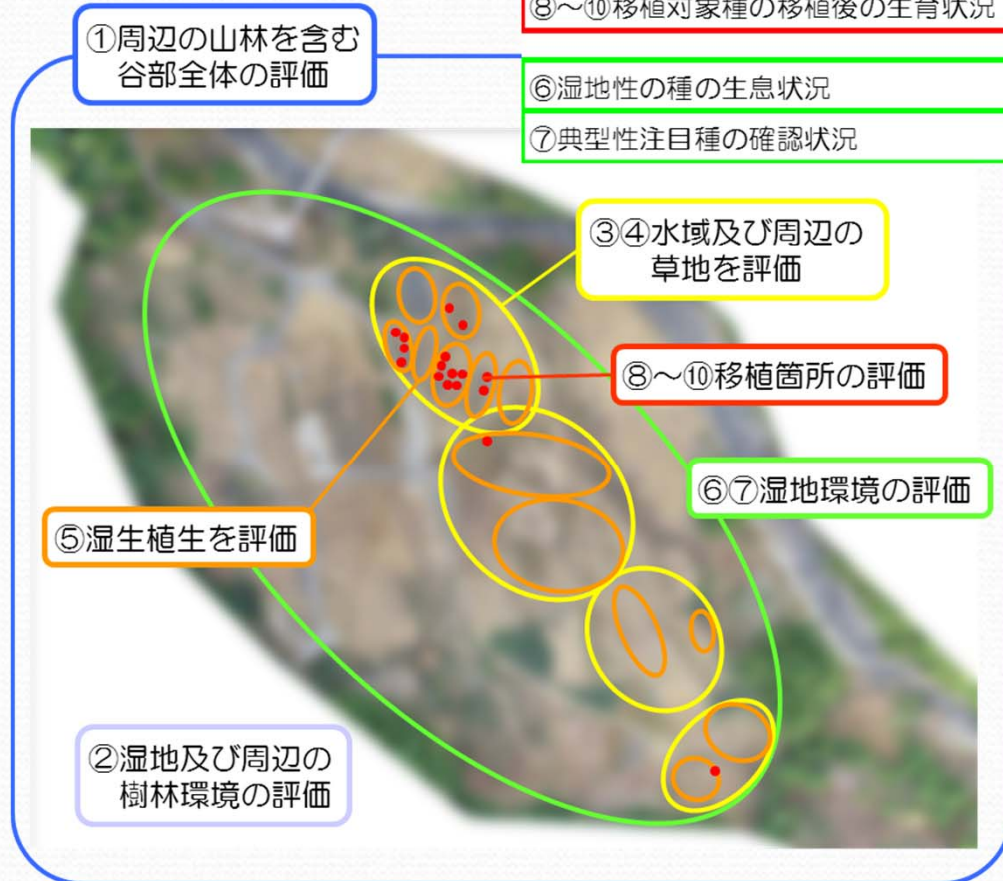 ⑧～⑩移植対象種の移植後の生育状況
①周辺の山林を含む
谷部全体の評価
⑥湿地性の種の生息状況
⑦典型性注目種の確認状況
③④水域及び周辺の
草地を評価
⑧～⑩移植箇所の評価
⑥⑦湿地環境の評価
⑤湿生植生を評価
②湿地及び周辺の
樹林環境の評価